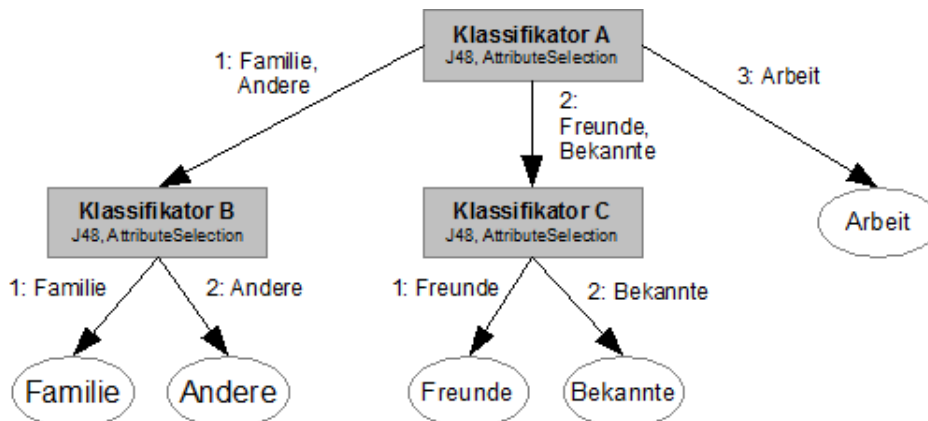 Klassifikator A
J48, AttributeSelection
1: Familie,
Andere
2:
Freunde,
Bekannte
3: Arbeit
Klassifikator B
J48, AttributeSelection
Klassifikator C
J48, AttributeSelection
Arbeit
1: Familie
2: Andere
1: Freunde
2: Bekannte
Familie
Andere
Freunde
Bekannte